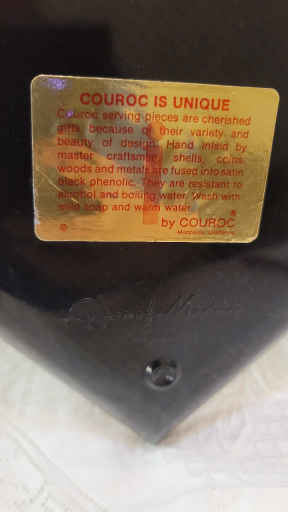 COUROC IS UNIQUE
Couroc serving pieces are cherished
gifts because of their variety and
beauty of design. Hand inlaid by
master craftsmen, shells, coins,
woods and metals are fused into satin
black phenolic. They are resistant to
alcohol and boiling water. Wash with
mild soap and warm water.
®
by COUROC